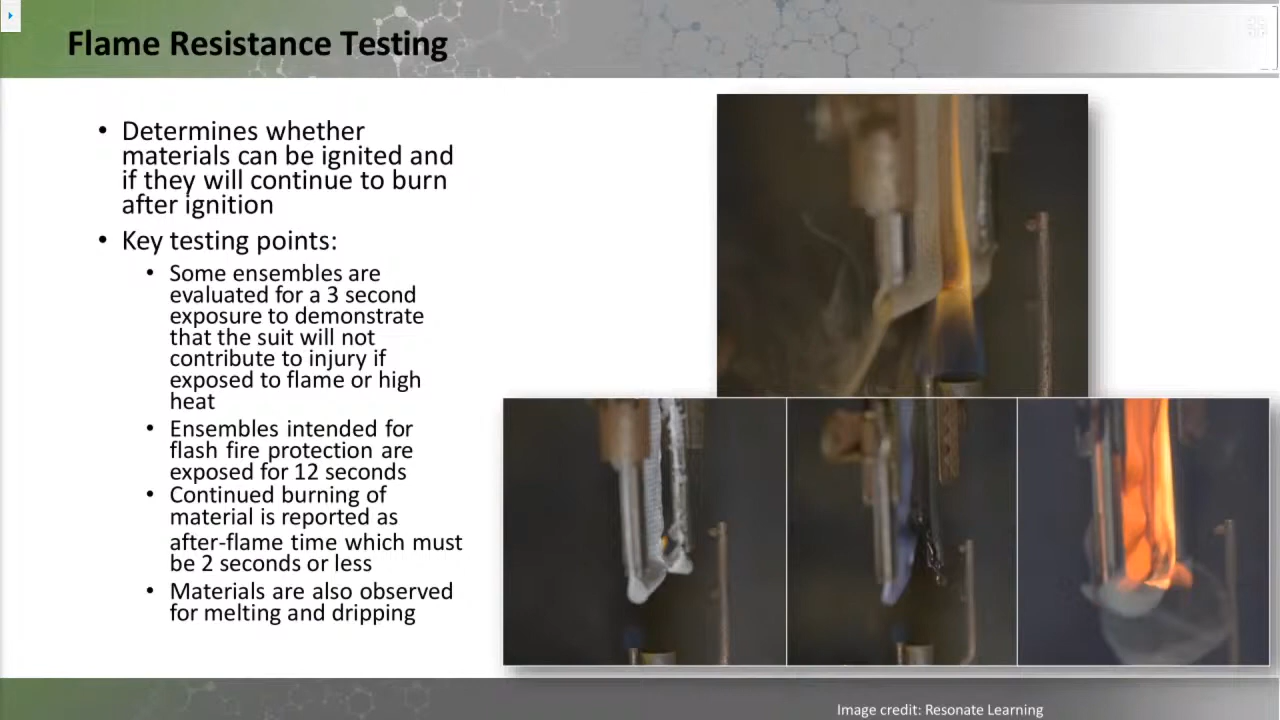 Flame Resistance Testing
• Determines whether
materials can be ignited and
if they will continue to burn
after ignition
• Key testing points:
• Some ensembles are
evaluated for a 3 second
exposure to demonstrate
that the suit will not
contribute to injury if
exposed to flame or high
heat
• Ensembles intended for
flash fire protection are
exposed for 12 seconds
• Continued burning of
material is reported as
after-flame time which must
be 2 seconds or less
• Materials are also observed
for melting and dripping
Image credit: Resonate Learning